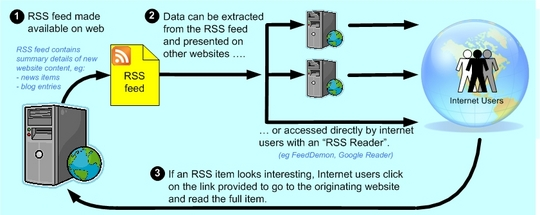 1 RSS feed made
available on web
RSS feed contains
summary details of new
website content, eg:
- news items
- blog entries
RSS
feed
2 Data can be extracted
from the RSS feed
and presented on
other websites ….
Internet Users
… or accessed directly by internet
users with an “RSS Reader”.
(eg FeedDemon, Google Reader)
3 If an RSS item looks interesting, Internet users click
on the link provided to go to the originating website
and read the full item.